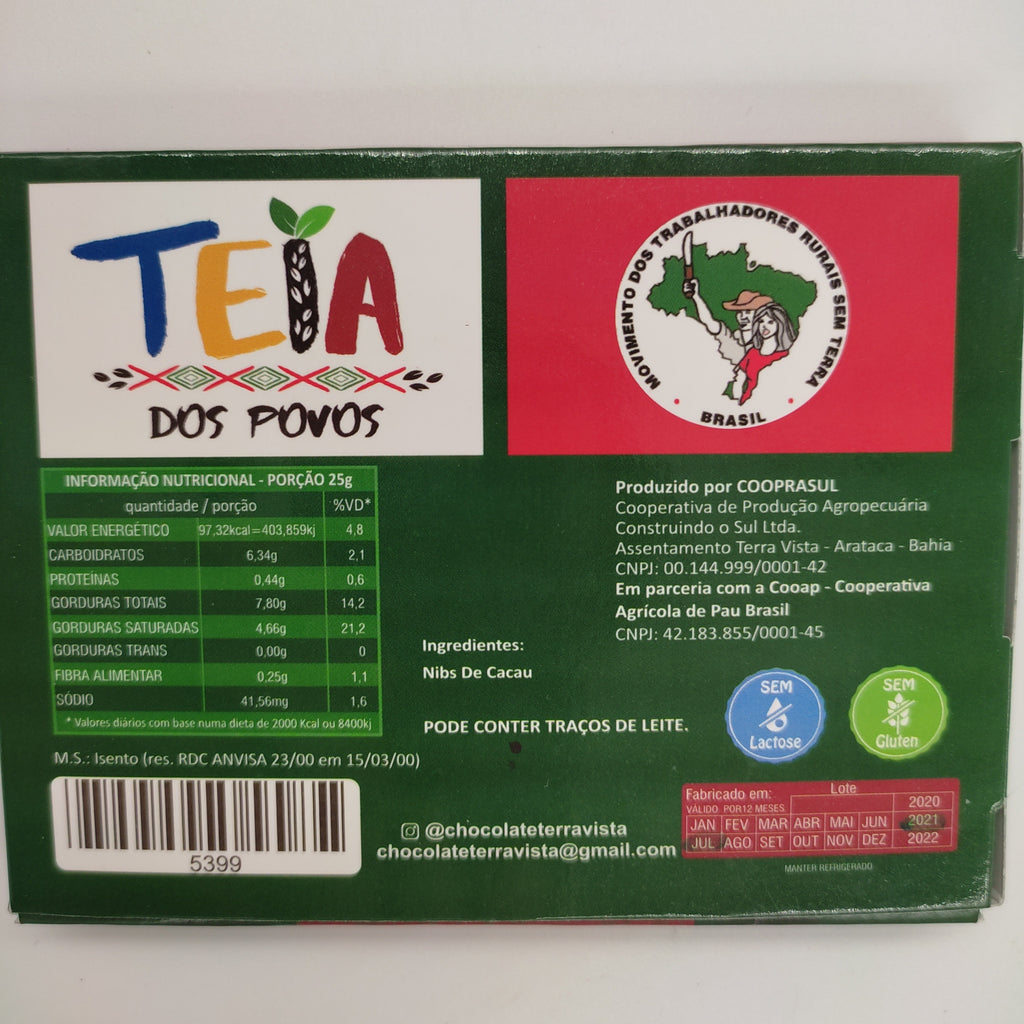 TEIA
DOS POVOS
MOVIMENTO DOS TRABALHADORES RURAIS SEM TERRA
BRASIL
INFORMAÇÃO NUTRICIONAL - PORÇÃO 25g
quantidade / porção %VD*
VALOR ENERGÉTICO 97,32kcal=403,859kj 4,8
CARBOIDRATOS 6,34g 2,1
PROTEÍNAS 0,44g 0,6
GORDURAS TOTAIS 7,80g 14,2
GORDURAS SATURADAS 4,66g 21,2
GORDURAS TRANS 0,00g 0
FIBRA ALIMENTAR 0,25g 1,1
SÓDIO 41,56mg 1,6
* Valores diários com base numa dieta de 2000 Kcal ou 8400kj
M.S.: Isento (res. RDC ANVISA 23/00 em 15/03/00)
5399
Ingredientes:
Nibs De Cacau
PODE CONTER TRAÇOS DE LEITE.
@chocolateterravista
chocolateterravista@gmail.com
Produzido por COOPRASUL
Cooperativa de Produção Agropecuária
Construindo o Sul Ltda.
Assentamento Terra Vista - Arataca - Bahia
CNPJ: 00.144.999/0001-42
Em parceria com a Cooap - Cooperativa
Agrícola de Pau Brasil
CNPJ: 42.183.855/0001-45
SEM
Lactose
SEM
Gluten
Fabricado em: Lote
VÁLIDO POR 12 MESES 2020
JAN FEV MAR ABR MAI JUN 2021
JUL AGO SET OUT NOV DEZ 2022
MANTER REFRIGERADO